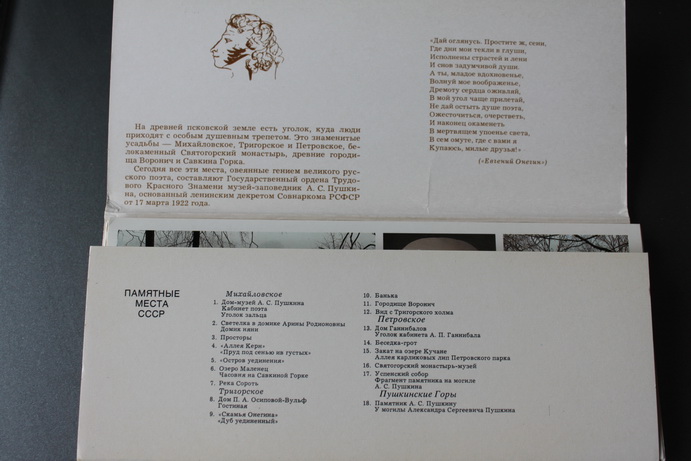 «Дай оглянусь. Простите ж, сени,
Где дни мои текли в глуши,
Исполнены страстей и лени
И снов задумчивой души.
А ты, младое вдохновенье,
Волнуй мое воображенье,
Дремоту сердца оживляй,
В мой угол чаще прилетай,
Не дай остыть душе поэта,
Ожесточиться, очерстветь,
И наконец окаменеть
В мертвящем упоенье света,
В сем омуте, где с вами я
Купаюсь, милые друзья!»
(«Евгений Онегин»)
На древней псковской земле есть уголок, куда люди
приходят с особым душевным трепетом. Это знаменитые
усадьбы — Михайловское, Тригорское и Петровское, бе-
локаменный Святогорский монастырь, древние городи-
ща Воронич и Савкина Горка.
Сегодня все эти места, овеянные гением великого рус-
ского поэта, составляют Государственный ордена Трудо-
вого Красного Знамени музей-заповедник А. С. Пушки-
на, основанный ленинским декретом Совнаркома РСФСР
от 17 марта 1922 года.
ПАМЯТНЫЕ
МЕСТА
СССР
Михайловское
1. Дом-музей А. С. Пушкина
Кабинет поэта
Уголок зальца
2. Светелка в домике Арины Родионовны
Домик няни
3. Просторы
4. «Аллея Керн»
«Пруд под сенью ив густых»
5. «Остров уединения»
6. Озеро Маленец
Часовня на Савкиной Горке
7. Река Сороть
Тригорское
8. Дом П. А. Осиповой-Вульф
Гостиная
9. «Скамья Онегина»
«Дуб уединенный»
10. Банька
11. Городище Воронич
12. Вид с Тригорского холма
Петровское
13. Дом Ганнибалов
Уголок кабинета А. П. Ганнибала
14. Беседка-грот
15. Закат на озере Кучане
Аллея карликовых лип Петровского парка
16. Святогорский монастырь-музей
17. Успенский собор
Фрагмент памятника на могиле
А. С. Пушкина
Пушкинские Горы
18. Памятник А. С. Пушкину
У могилы Александра Сергеевича Пушкина